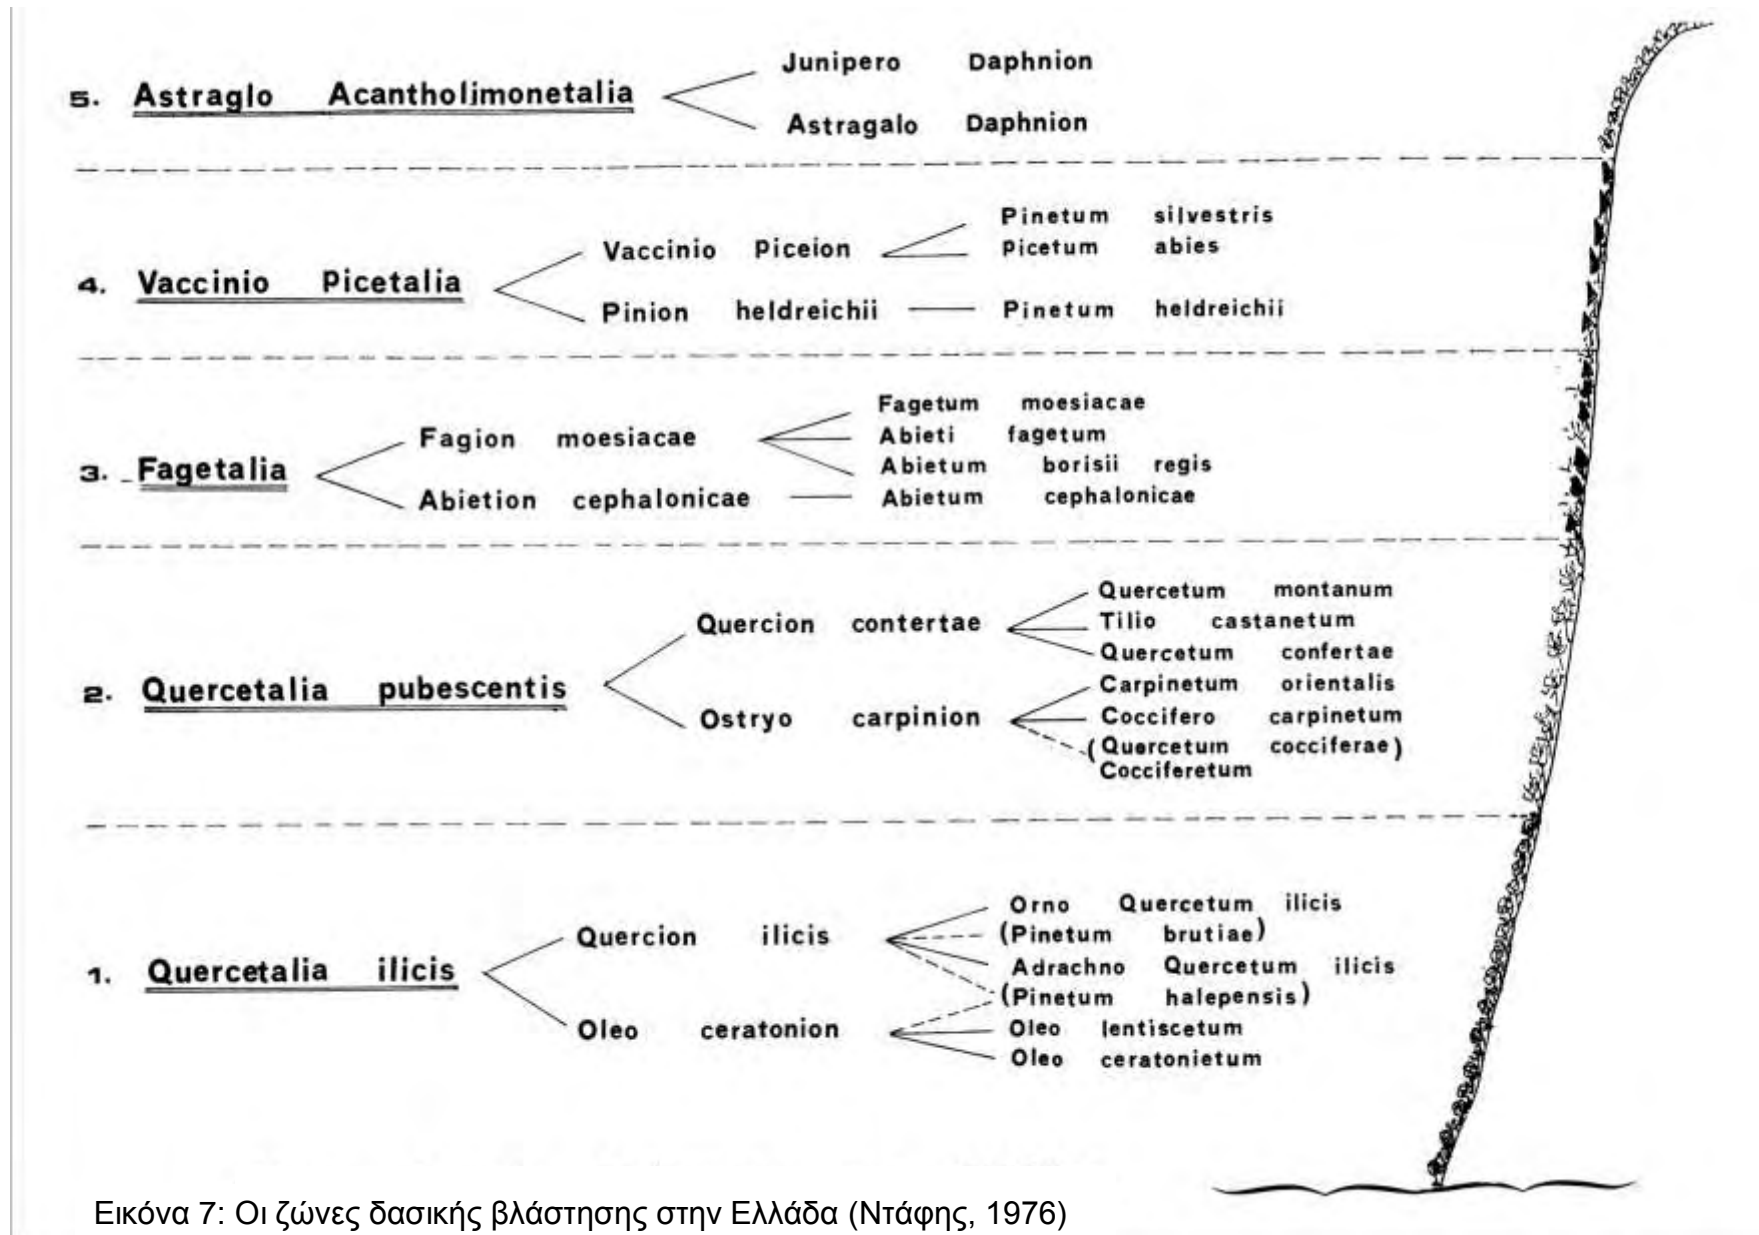 5. Astraglo Acantholimonetalia
Junipero Daphnion
Astragalo Daphnion
4. Vaccinio Picetalia
Vaccinio Piceion
Pinetum silvestris
Picetum abies
Pinion heldreichii
Pinetum heldreichii
3. Fagetalia
Fagion moesiacae
Fagetum moesiacae
Abieti fagetum
Abietum borisii regis
Abietion cephalonicae
Abietum cephalonicae
2. Quercetalia pubescentis
Quercion contertae
Quercetum montanum
Tilio castanetum
Quercetum confertae
Ostryo carpinion
Carpinetum orientalis
Coccifero carpinetum
(Quercetum cocciferae)
Cocciferetum
1. Quercetalia ilicis
Quercion ilicis
Orno Quercetum ilicis
(Pinetum brutiae)
Adrachno Quercetum ilicis
(Pinetum halepensis)
Oleo ceratonion
Oleo lentiscetum
Oleo ceratonietum
Εικόνα 7: Οι ζώνες δασικής βλάστησης στην Ελλάδα (Ντάφης, 1976)